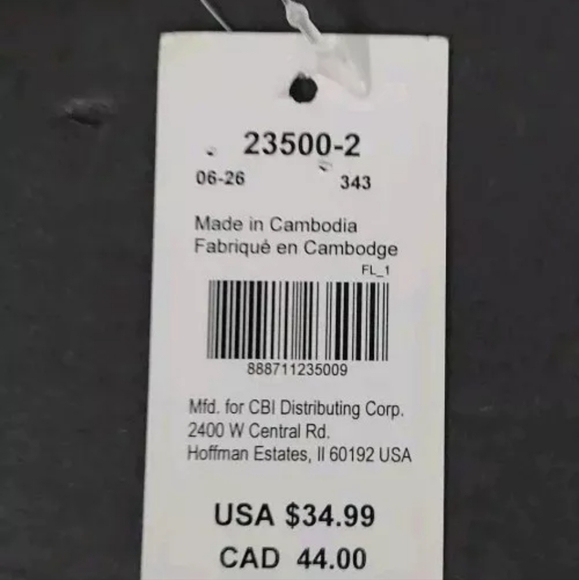 23500-2
06-26 343
Made in Cambodia
Fabriqué en Cambodge
FL_1
888711235009
Mfd. for CBI Distributing Corp.
2400 W Central Rd.
Hoffman Estates, Il 60192 USA
USA $34.99
CAD 44.00